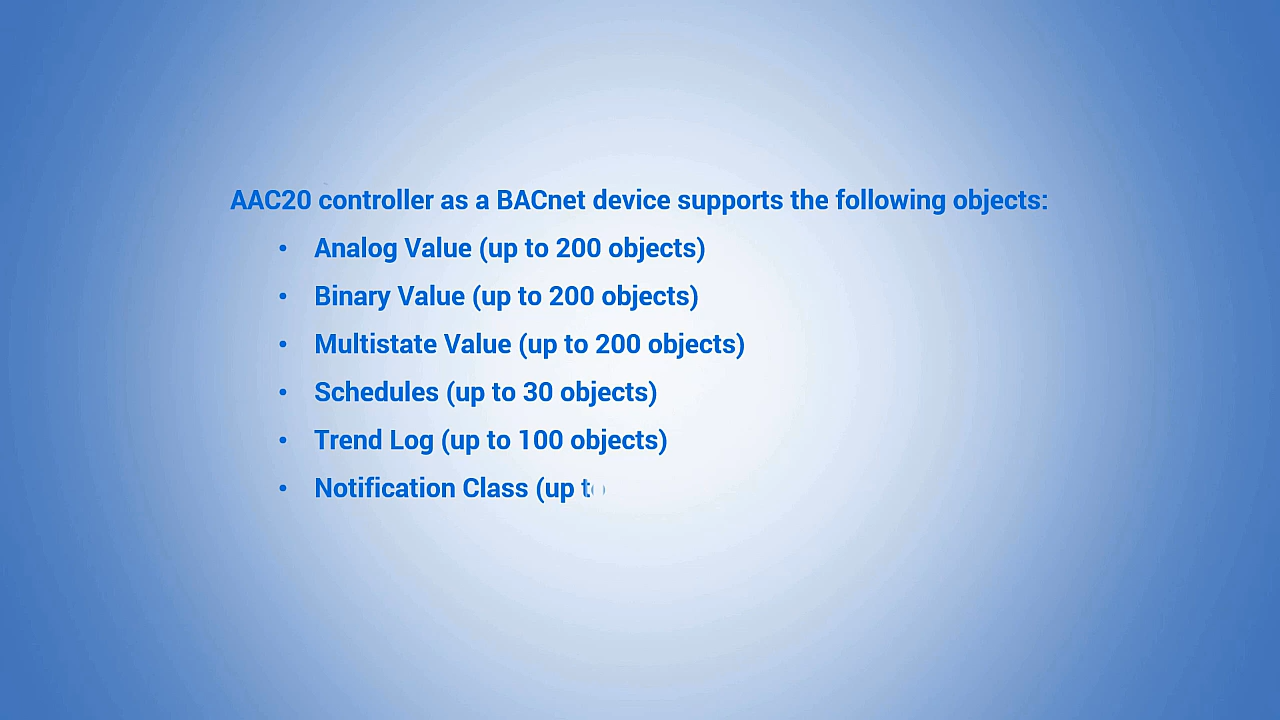 AAC20 controller as a BACnet device supports the following objects:
• Analog Value (up to 200 objects)
• Binary Value (up to 200 objects)
• Multistate Value (up to 200 objects)
• Schedules (up to 30 objects)
• Trend Log (up to 100 objects)
• Notification Class (up to